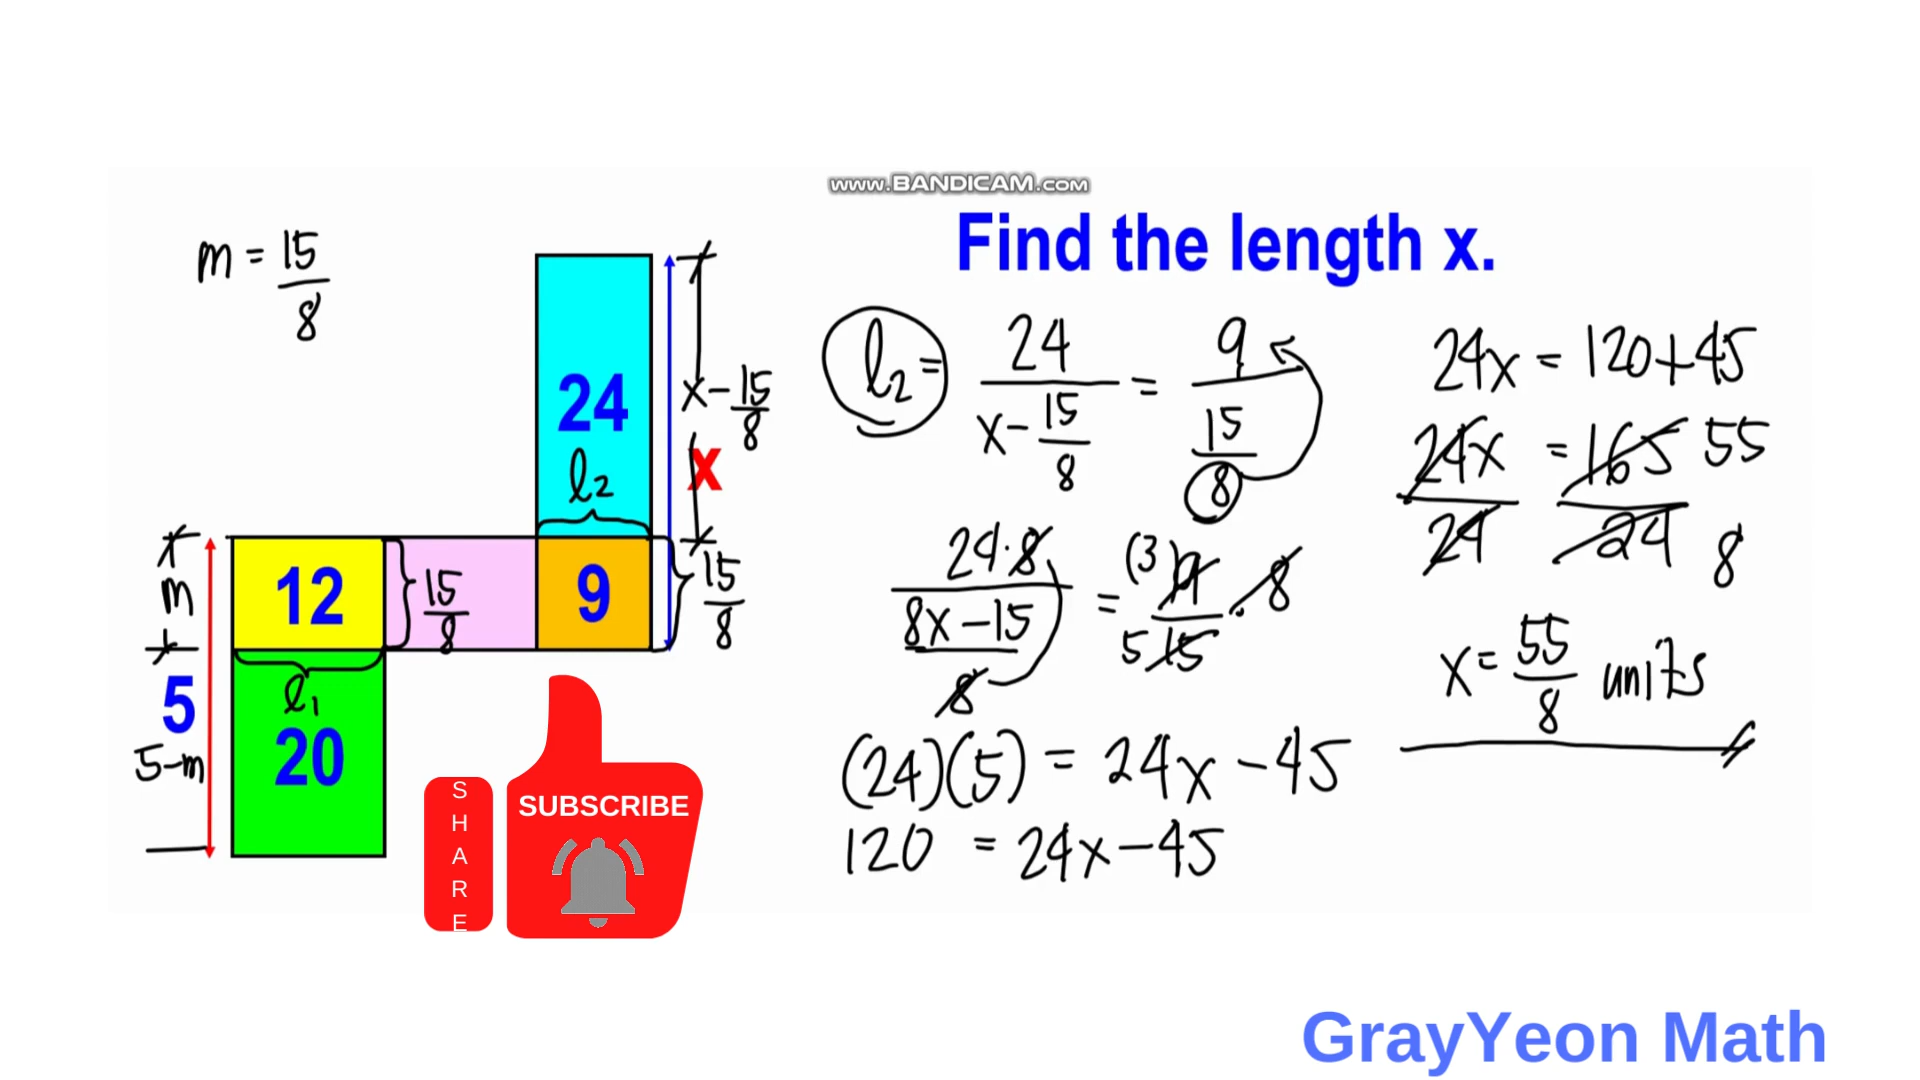 www.BANDICAM.com
Find the length x.
m = 15/8
24
l2
x - 15/8
x
m
12
15/8
9
15/8
5
l1
5-m
20
SHARE
SUBSCRIBE
l2 = 24/(x - 15/8) = 9/(15/8)
24·8/((8x - 15)/8) = (3) 9/15 · 8
5
(24)(5) = 24x - 45
120 = 24x - 45
24x = 120 + 45
24x/24 = 165/24 55
8
x = 55/8 units
GrayYeon Math